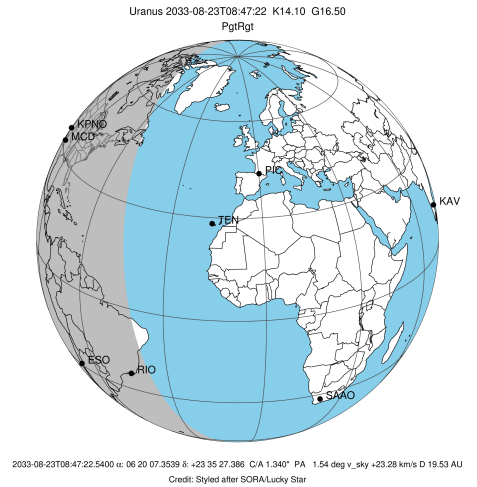 Uranus 2033-08-23T08:47:22 K14.10 G16.50
PgtRgt
KPNO
MCD
PIC
KAV
TEN
ESO
RIO
SAAO
2033-08-23T08:47:22.5400 α: 06 20 07.3539 δ: +23 35 27.386 C/A 1.340" PA 1.54 deg v_sky +23.28 km/s D 19.53 AU
Credit: Styled after SORA/Lucky Star